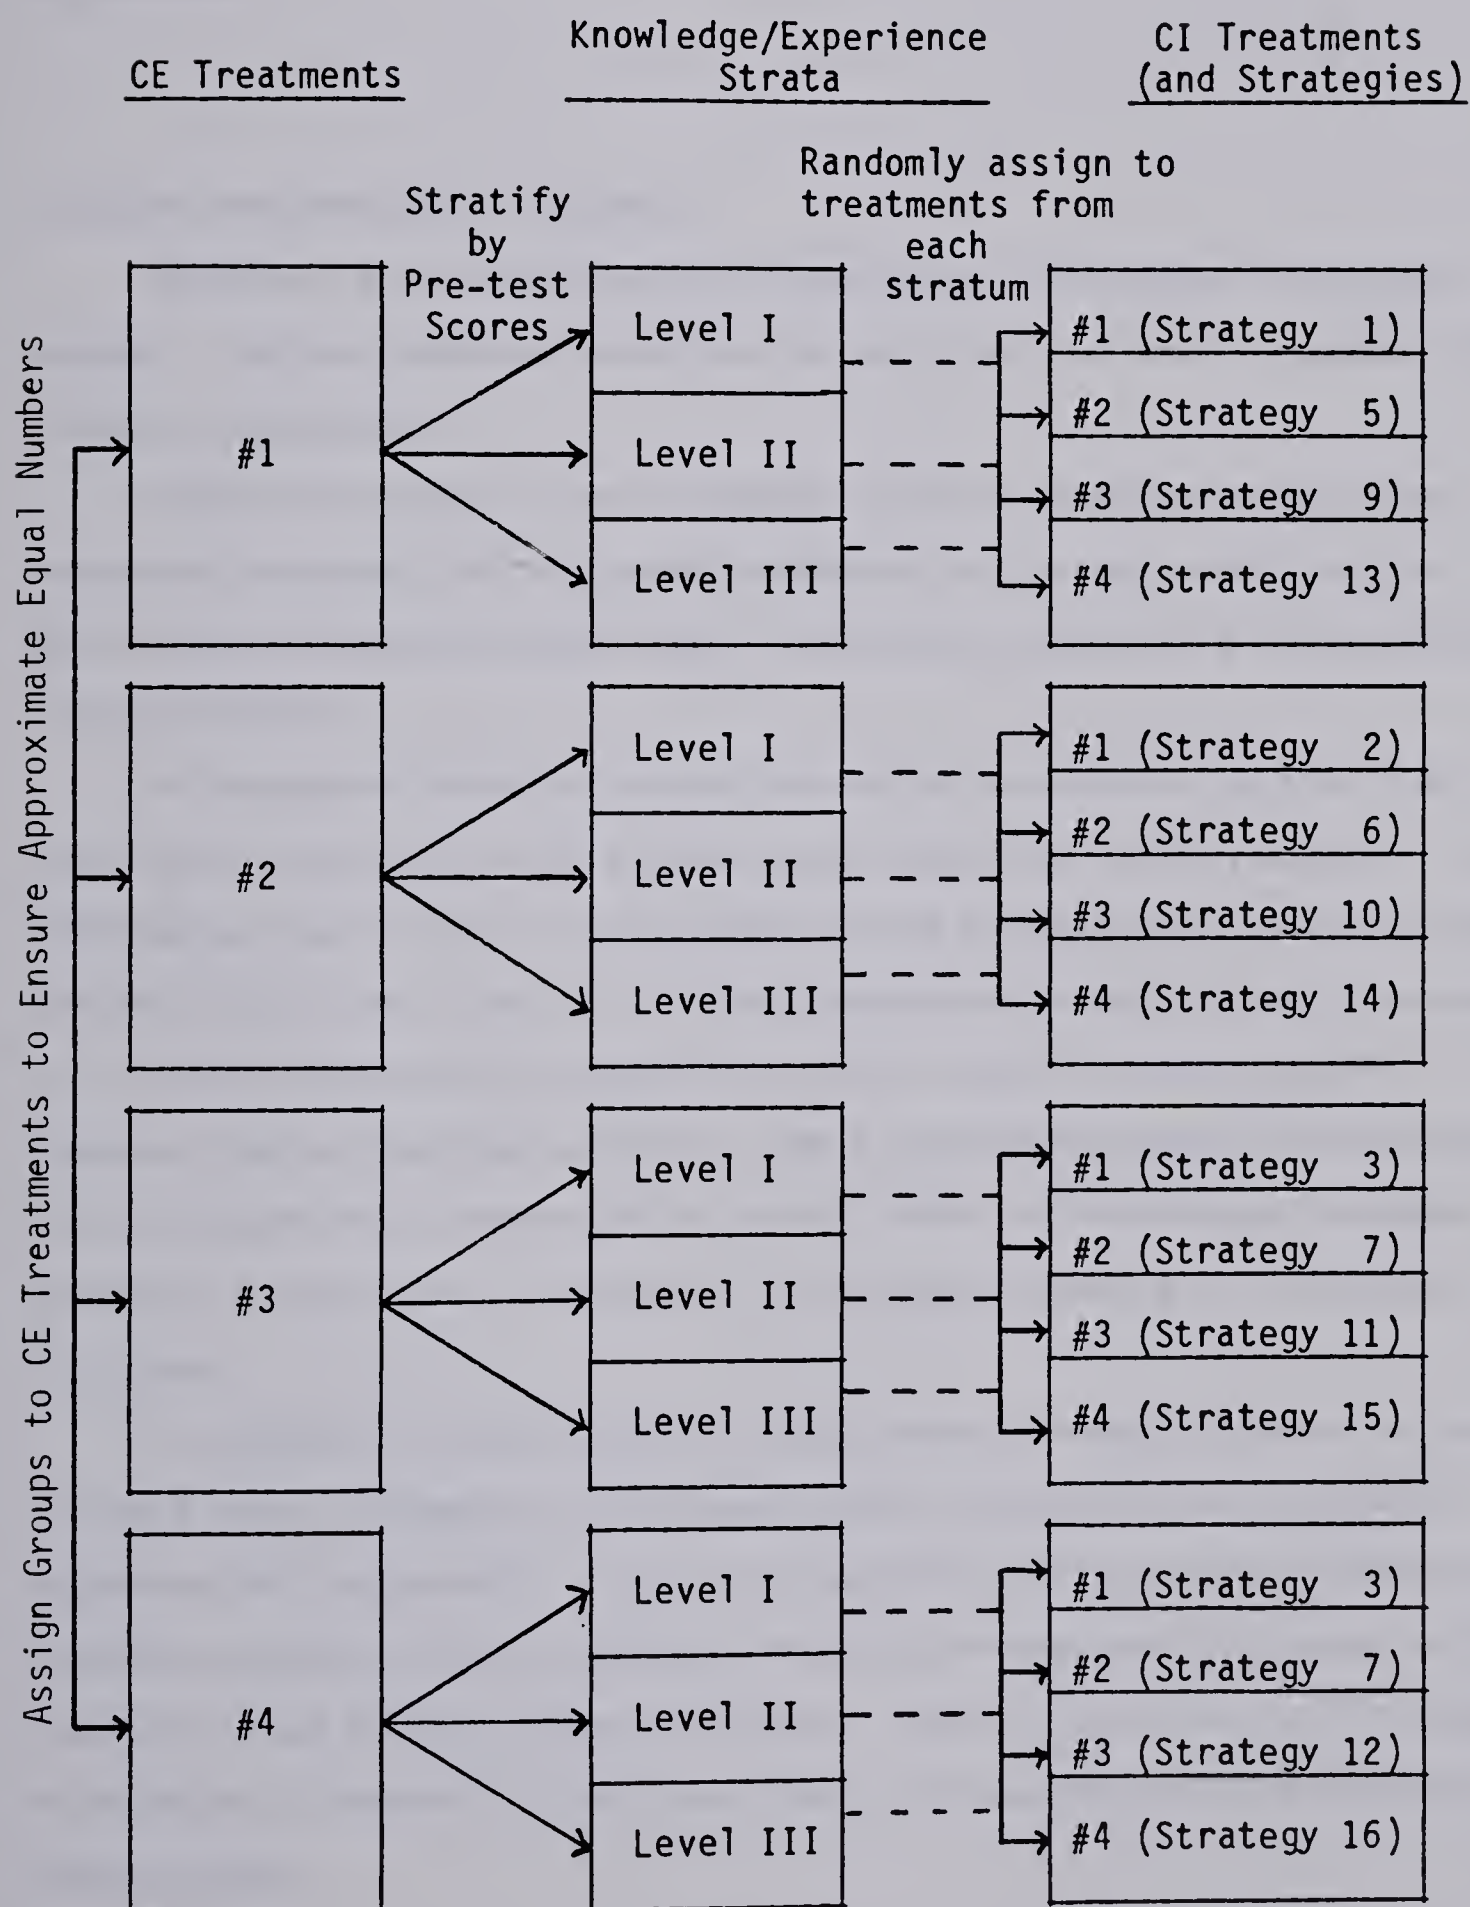 CE Treatments
Knowledge/Experience
Strata
CI Treatments
(and Strategies)
Assign Groups to CE Treatments to Ensure Approximate Equal Numbers
Stratify
by
Pre-test
Scores
Randomly assign to
treatments from
each
stratum
#1
Level I
Level II
Level III
#1 (Strategy 1)
#2 (Strategy 5)
#3 (Strategy 9)
#4 (Strategy 13)
#2
Level I
Level II
Level III
#1 (Strategy 2)
#2 (Strategy 6)
#3 (Strategy 10)
#4 (Strategy 14)
#3
Level I
Level II
Level III
#1 (Strategy 3)
#2 (Strategy 7)
#3 (Strategy 11)
#4 (Strategy 15)
#4
Level I
Level II
Level III
#1 (Strategy 3)
#2 (Strategy 7)
#3 (Strategy 12)
#4 (Strategy 16)